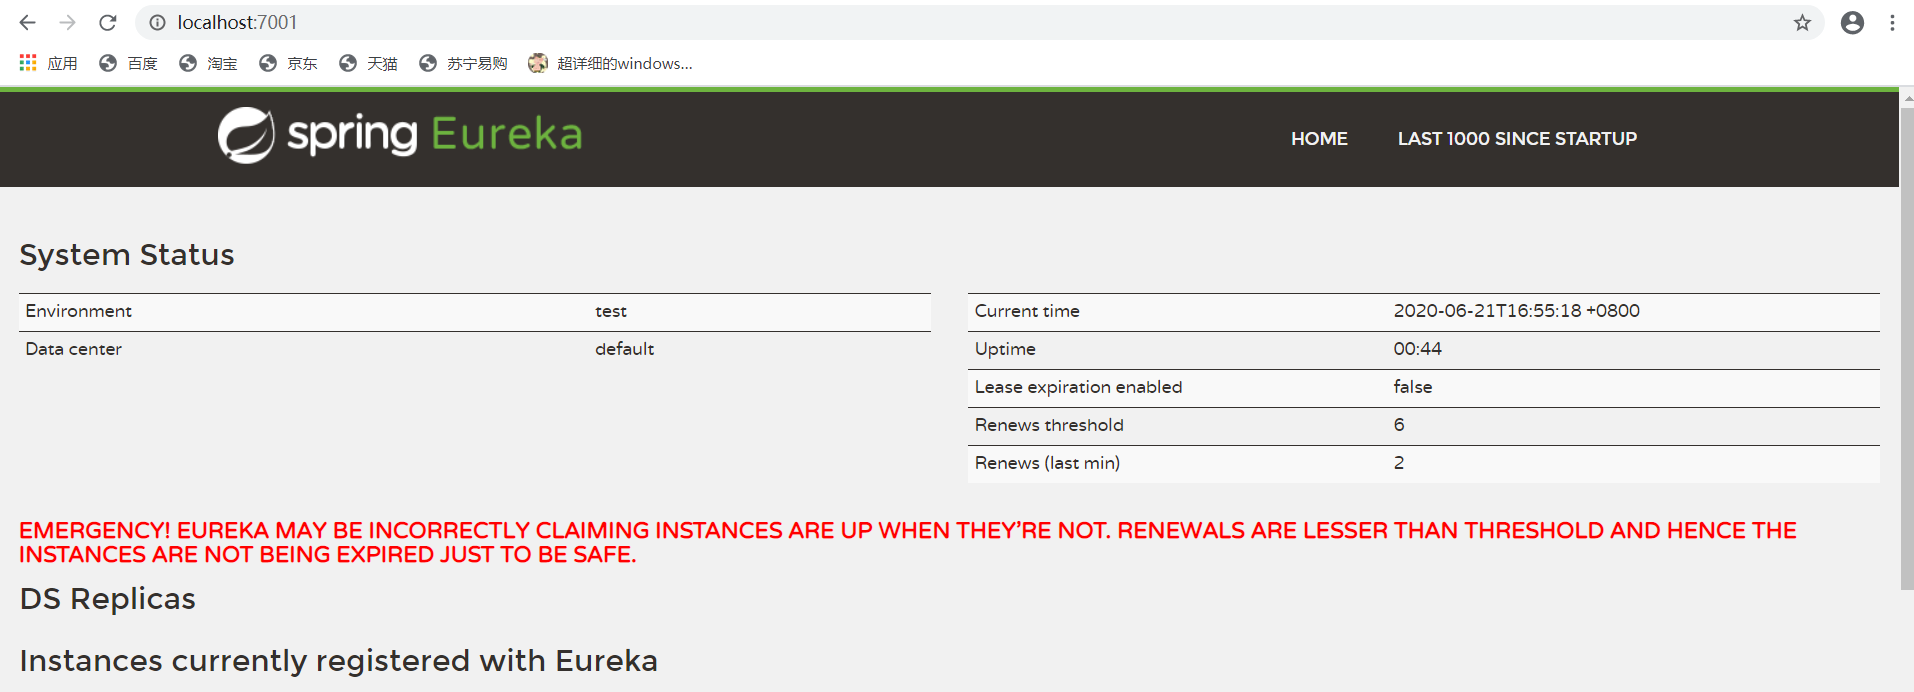 localhost:7001
应用 百度 淘宝 京东 天猫 苏宁易购 超详细的windows...
spring Eureka HOME LAST 1000 SINCE STARTUP
System Status
Environment test
Data center default
Current time 2020-06-21T16:55:18 +0800
Uptime 00:44
Lease expiration enabled false
Renews threshold 6
Renews (last min) 2
EMERGENCY! EUREKA MAY BE INCORRECTLY CLAIMING INSTANCES ARE UP WHEN THEY'RE NOT. RENEWALS ARE LESSER THAN THRESHOLD AND HENCE THE
INSTANCES ARE NOT BEING EXPIRED JUST TO BE SAFE.
DS Replicas
Instances currently registered with Eureka